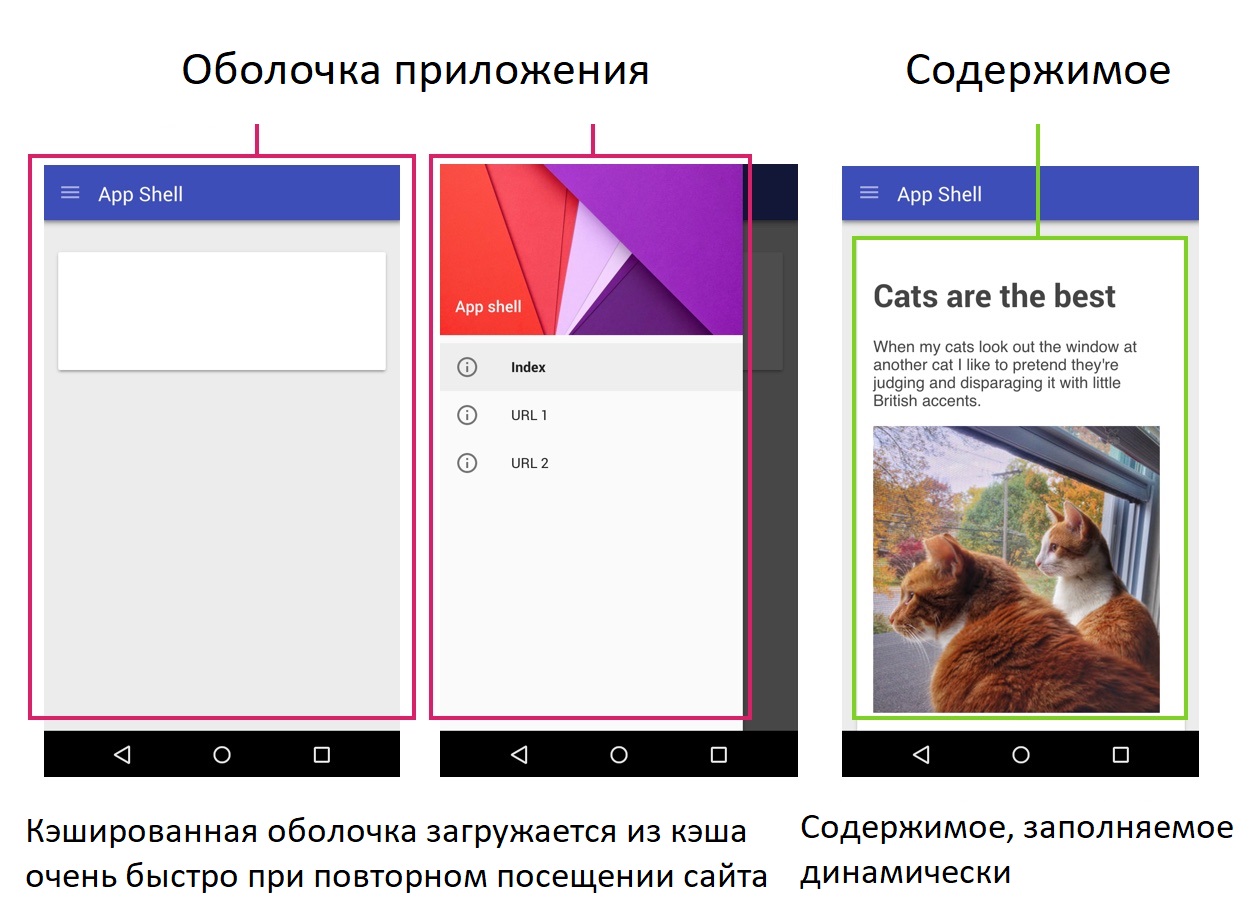 Оболочка приложения
Содержимое
App Shell
App shell
Index
URL 1
URL 2
App Shell
Cats are the best
When my cats look out the window at
another cat I like to pretend they're
judging and disparaging it with little
British accents.
Кэшированная оболочка загружается из кэша
очень быстро при повторном посещении сайта
Содержимое, заполняемое
динамически